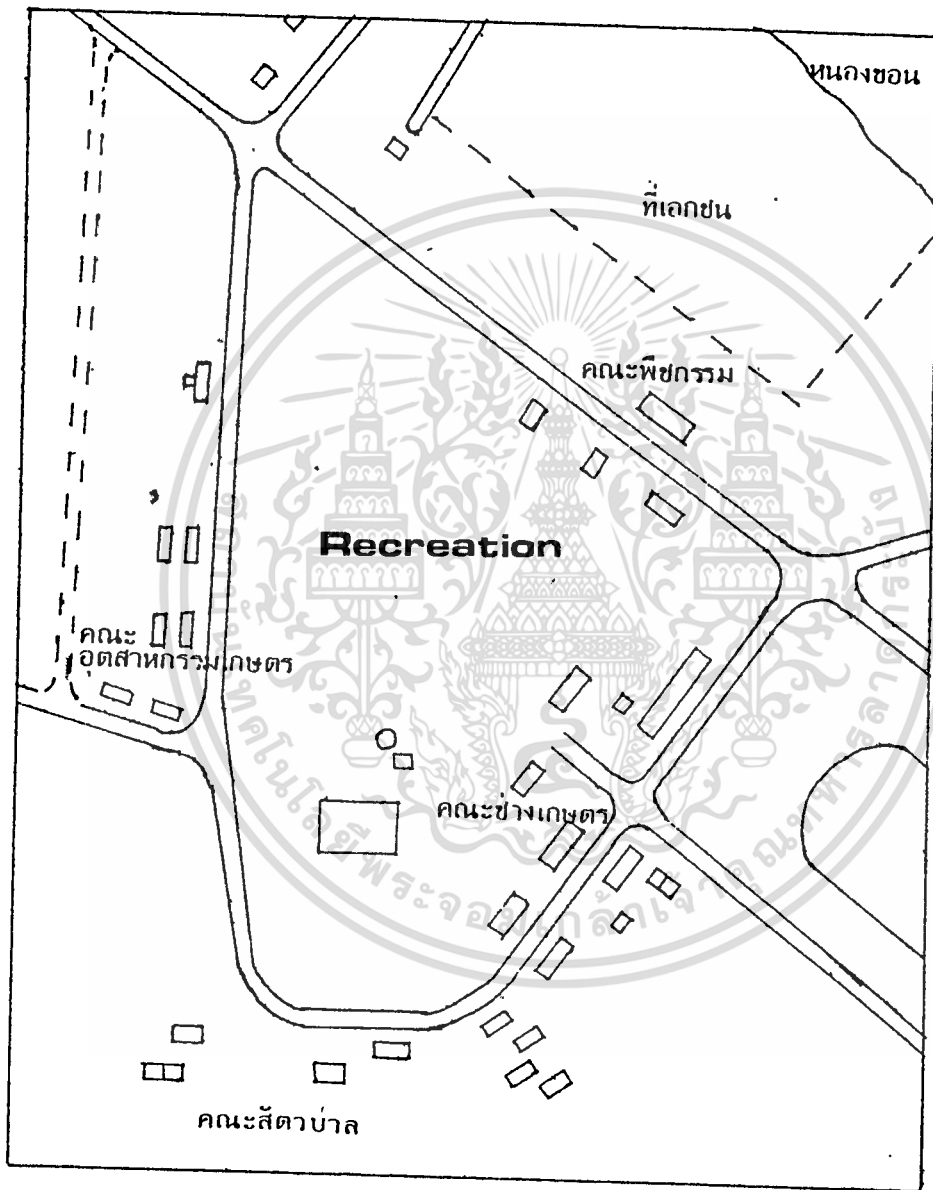 หนองขอน
ที่เอกชน
คณะพืชกรรม
Recreation
คณะ
อุตสาหกรรมเกษตร
คณะช่างเกษตร
คณะสัตวบาล